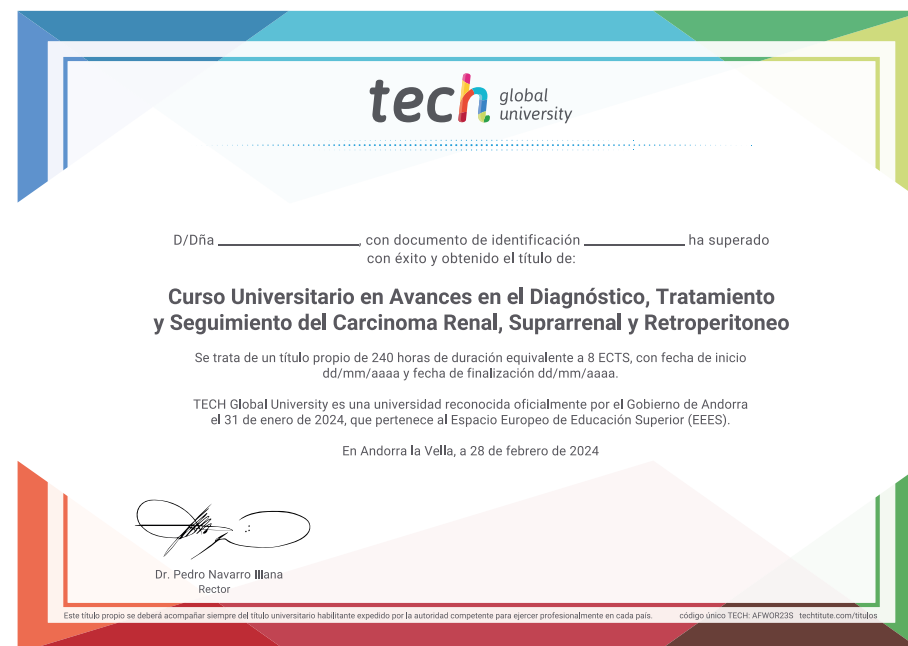 tech global university
D/Dña ____________________, con documento de identificación ______________ ha superado
con éxito y obtenido el título de:
Curso Universitario en Avances en el Diagnóstico, Tratamiento
y Seguimiento del Carcinoma Renal, Suprarrenal y Retroperitoneo
Se trata de un título propio de 240 horas de duración equivalente a 8 ECTS, con fecha de inicio
dd/mm/aaaa y fecha de finalización dd/mm/aaaa.
TECH Global University es una universidad reconocida oficialmente por el Gobierno de Andorra
el 31 de enero de 2024, que pertenece al Espacio Europeo de Educación Superior (EEES).
En Andorra la Vella, a 28 de febrero de 2024
Dr. Pedro Navarro Illana
Rector
Este título propio se deberá acompañar siempre del título universitario habilitante expedido por la autoridad competente para ejercer profesionalmente en cada país. código único TECH: AFWOR23S techtitute.com/titulos